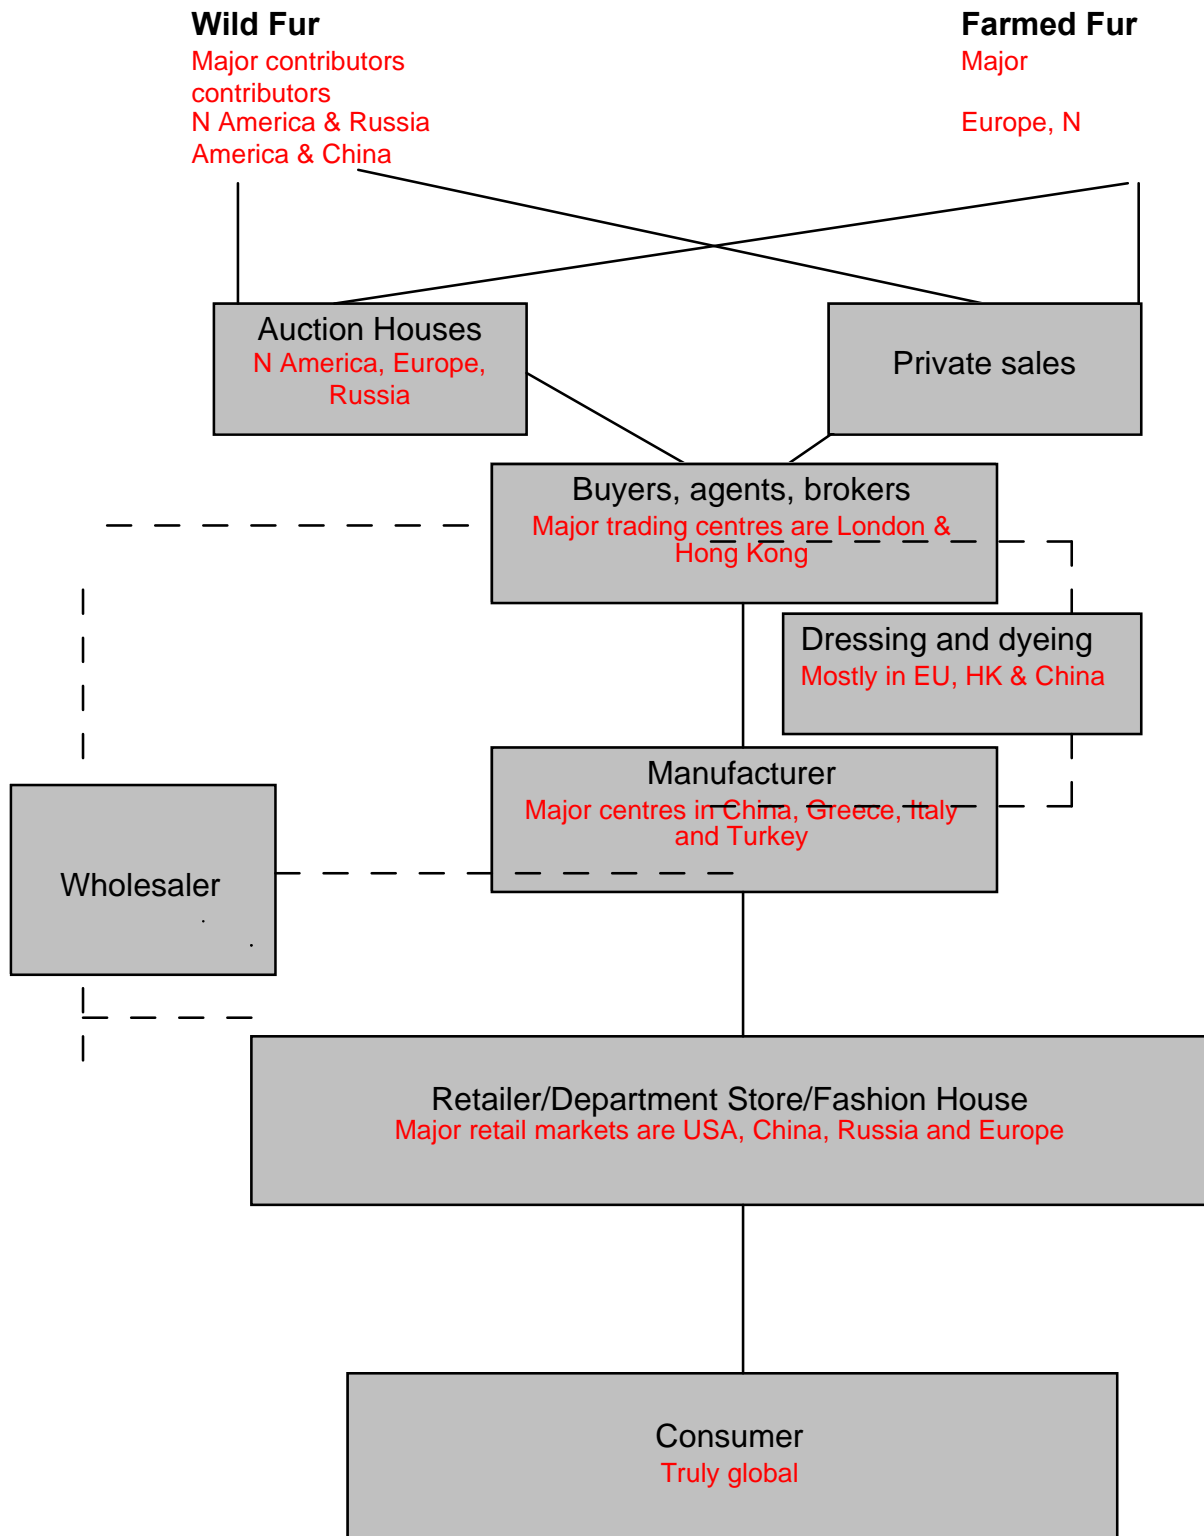 Wild Fur Farmed Fur
Major contributors Major
contributors
N America & Russia Europe, N
America & China
Auction Houses
N America, Europe,
Russia
Private sales
Buyers, agents, brokers
Major trading centres are London &
Hong Kong
Dressing and dyeing
Mostly in EU, HK & China
Manufacturer
Major centres in China, Greece, Italy
and Turkey
Wholesaler
Retailer/Department Store/Fashion House
Major retail markets are USA, China, Russia and Europe
Consumer
Truly global